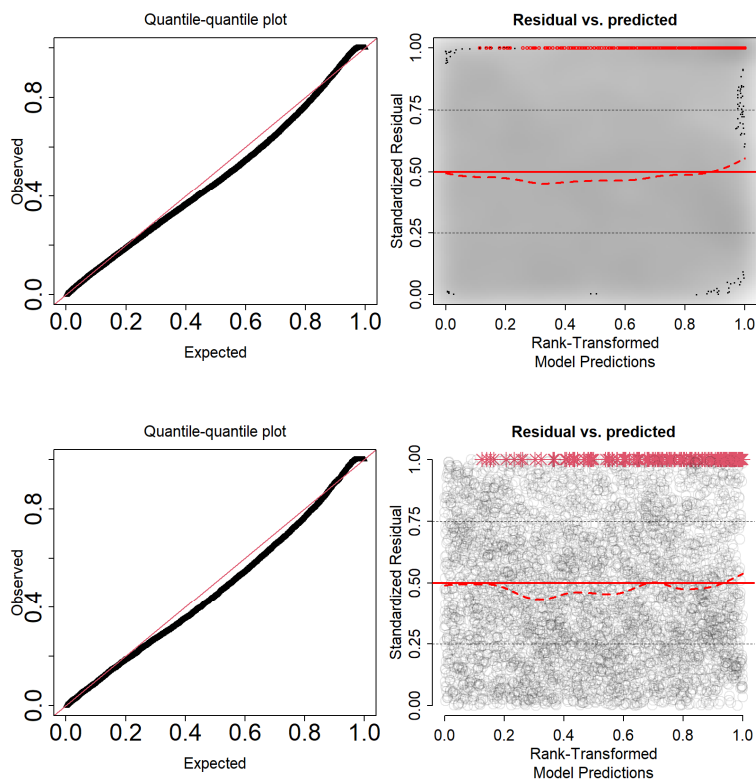 Quantile-quantile plot
Observed
0.0 0.4 0.8
0.0 0.2 0.4 0.6 0.8 1.0
Expected
Residual vs. predicted
Standardized Residual
0.00 0.25 0.50 0.75 1.00
0.0 0.2 0.4 0.6 0.8 1.0
Rank-Transformed
Model Predictions
Quantile-quantile plot
Observed
0.0 0.4 0.8
0.0 0.2 0.4 0.6 0.8 1.0
Expected
Residual vs. predicted
Standardized Residual
0.00 0.25 0.50 0.75 1.00
0.0 0.2 0.4 0.6 0.8 1.0
Rank-Transformed
Model Predictions